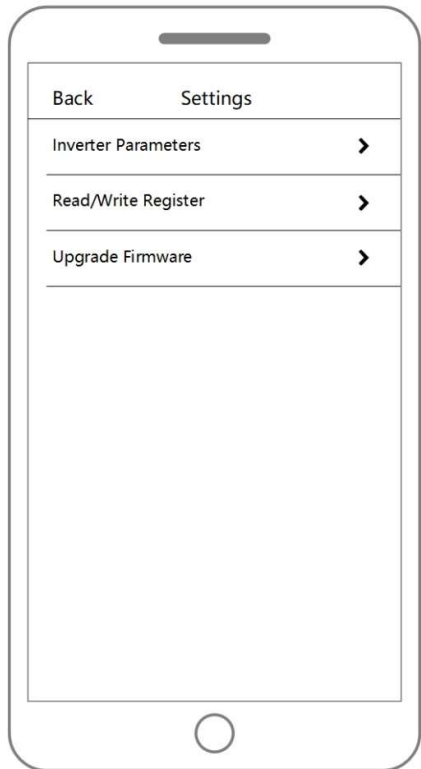 Back Settings
Inverter Parameters
Read/Write Register
Upgrade Firmware